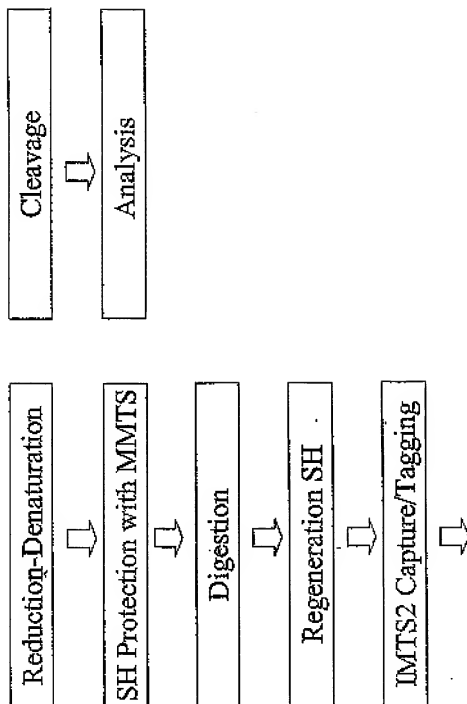 Reduction-Denaturation
SH Protection with MMTS
Digestion
Regeneration SH
IMTS2 Capture/Tagging
Cleavage
Analysis